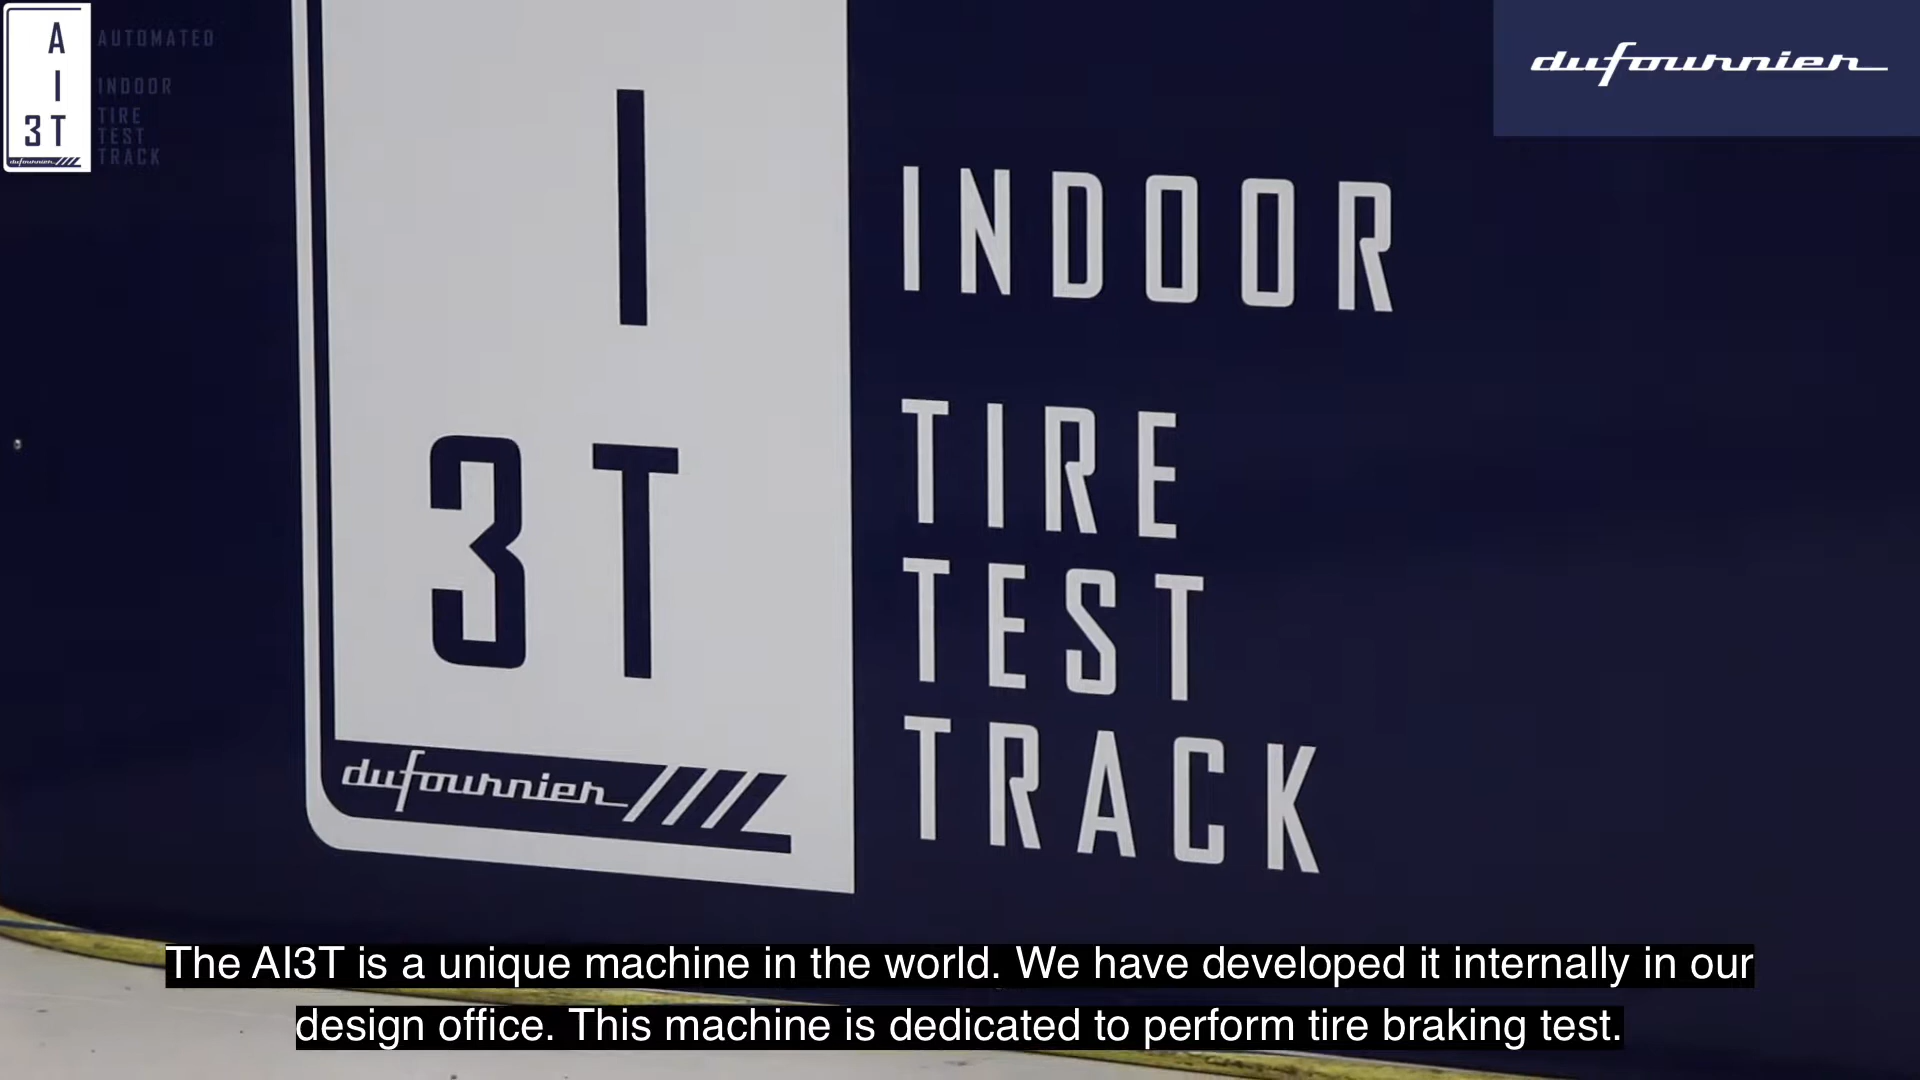 A
AUTOMATED
I
INDOOR
3T
TIRE
TEST
TRACK
dufournier
dufournier
I
INDOOR
3T
TIRE
TEST
TRACK
dufournier
The AI3T is a unique machine in the world. We have developed it internally in our
design office. This machine is dedicated to perform tire braking test.